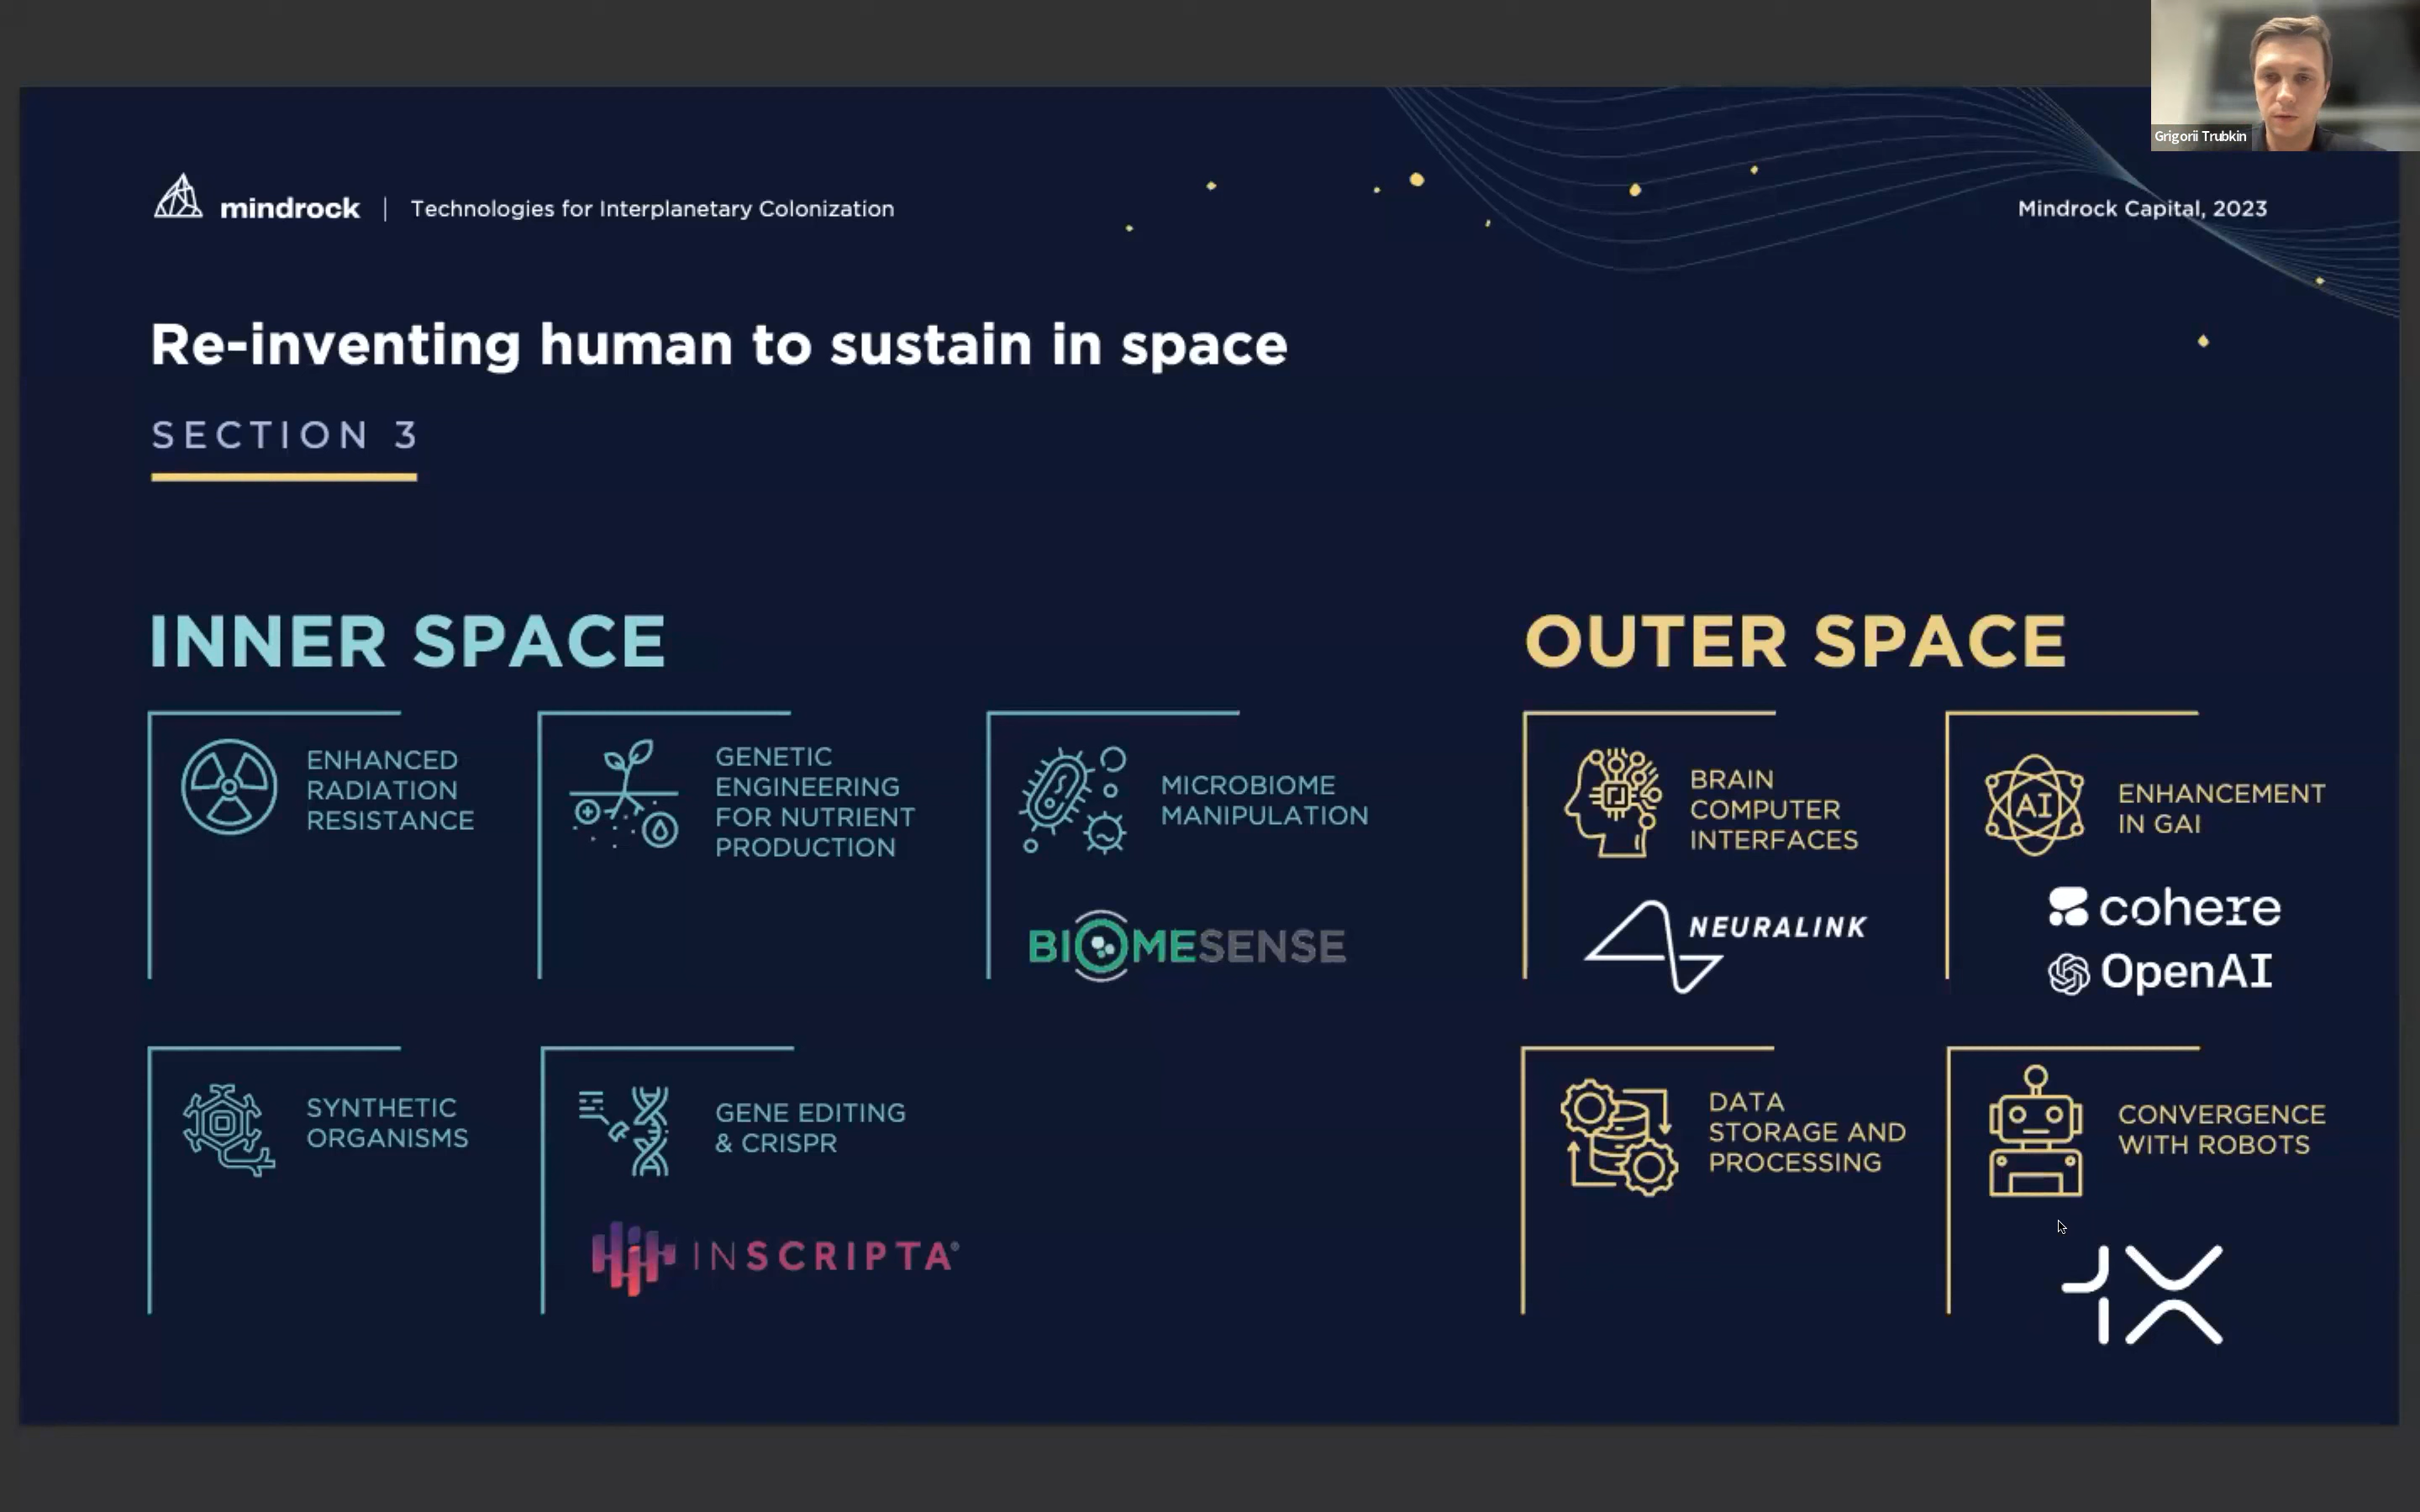 Grigorii Trubkin
mindrock | Technologies for Interplanetary Colonization
Mindrock Capital, 2023
Re-inventing human to sustain in space
SECTION 3
INNER SPACE
ENHANCED
RADIATION
RESISTANCE
GENETIC
ENGINEERING
FOR NUTRIENT
PRODUCTION
MICROBIOME
MANIPULATION
BIOMESENSE
SYNTHETIC
ORGANISMS
GENE EDITING
& CRISPR
INSCRIPTA®
OUTER SPACE
BRAIN
COMPUTER
INTERFACES
NEURALINK
AI
ENHANCEMENT
IN GAI
cohere
OpenAI
DATA
STORAGE AND
PROCESSING
CONVERGENCE
WITH ROBOTS
1X